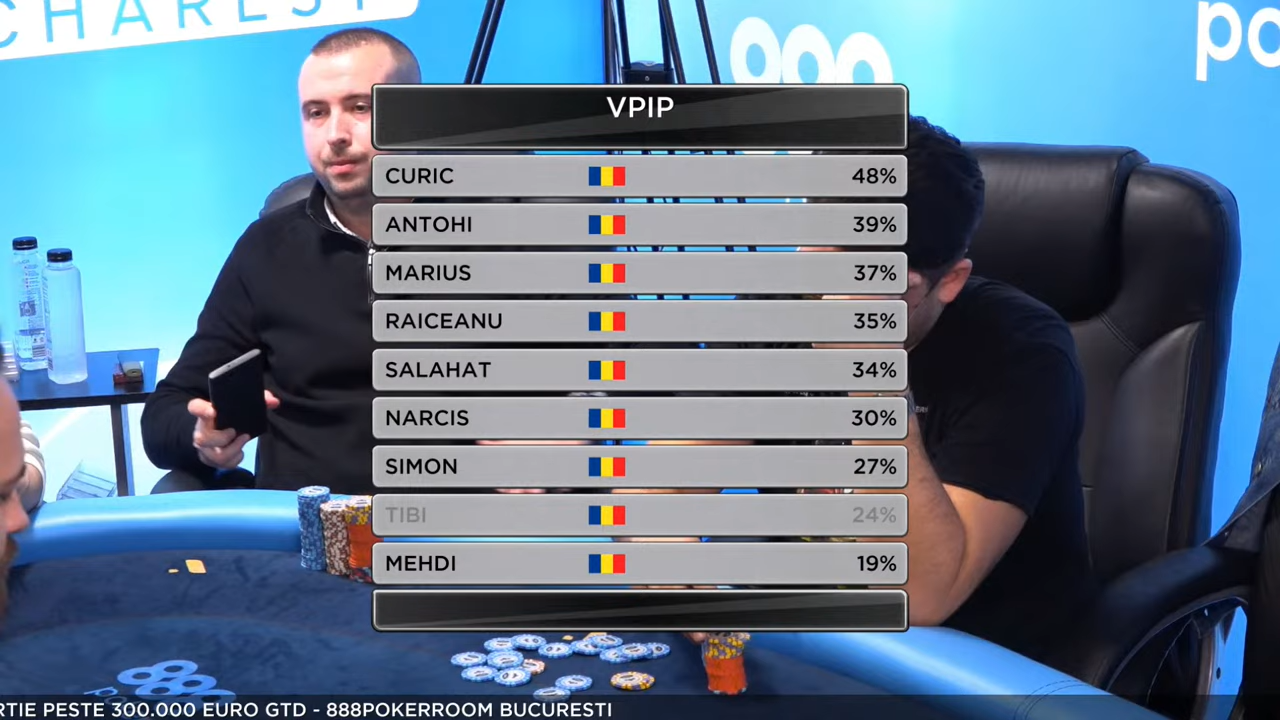 CHAREST
888
po
VPIP
CURIC 48%
ANTOHI 39%
MARIUS 37%
RAICEANU 35%
SALAHAT 34%
NARCIS 30%
SIMON 27%
TIBI 24%
MEHDI 19%
RTIE PESTE 300.000 EURO GTD - 888POKERROOM BUCURESTI